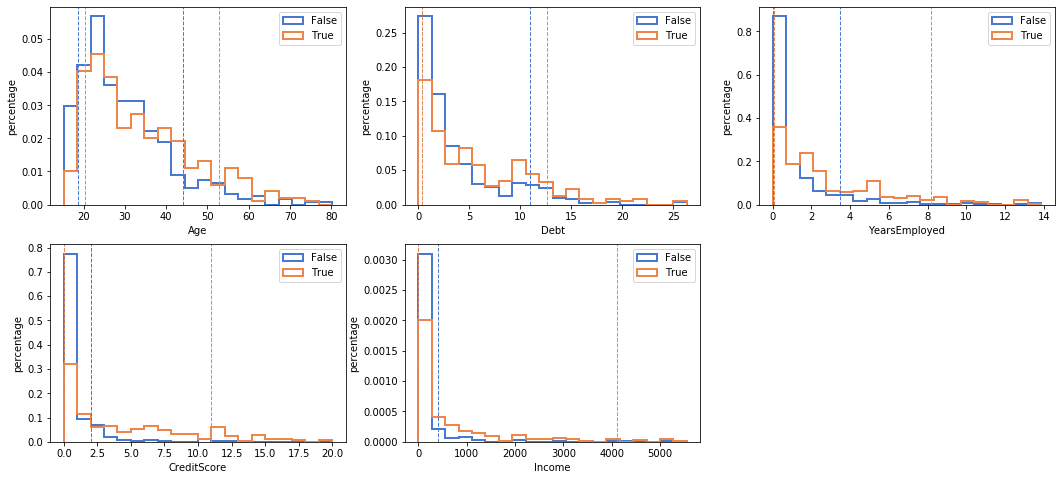 0.05
0.04
0.03
0.02
0.01
0.00
percentage
20 30 40 50 60 70 80
Age
False
True
0.25
0.20
0.15
0.10
0.05
0.00
percentage
0 5 10 15 20 25
Debt
False
True
0.8
0.6
0.4
0.2
0.0
percentage
0 2 4 6 8 10 12 14
YearsEmployed
False
True
0.8
0.7
0.6
0.5
0.4
0.3
0.2
0.1
0.0
percentage
0.0 2.5 5.0 7.5 10.0 12.5 15.0 17.5 20.0
CreditScore
False
True
0.0030
0.0025
0.0020
0.0015
0.0010
0.0005
0.0000
percentage
0 1000 2000 3000 4000 5000
Income
False
True